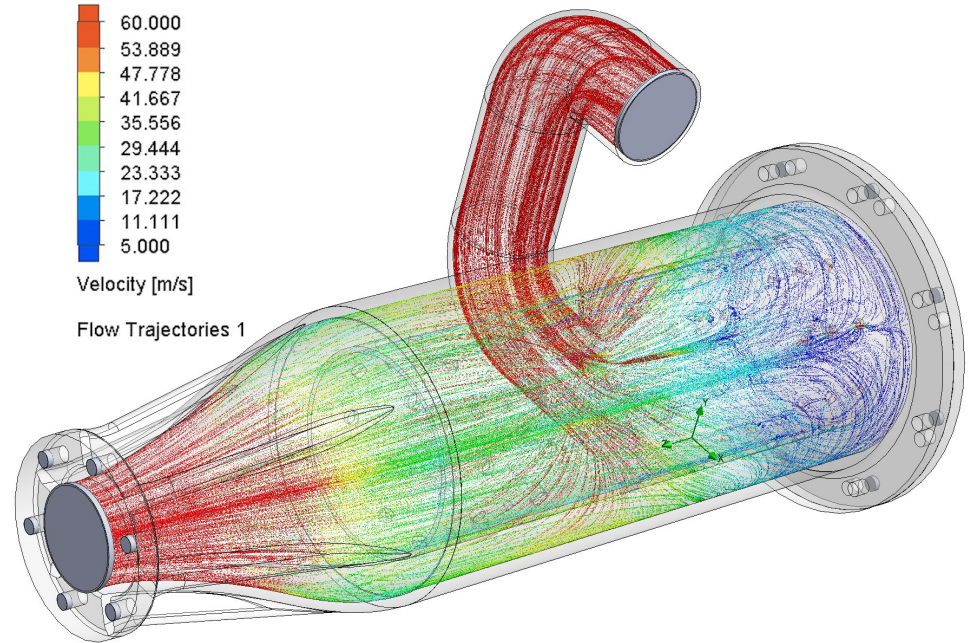 60.000
53.889
47.778
41.667
35.556
29.444
23.333
17.222
11.111
5.000
Velocity [m/s]
Flow Trajectories 1
Y
Z
X